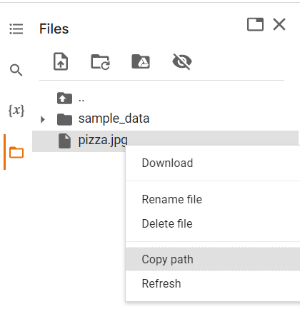 Files
{x}
..
sample_data
pizza.jpg
Download
Rename file
Delete file
Copy path
Refresh